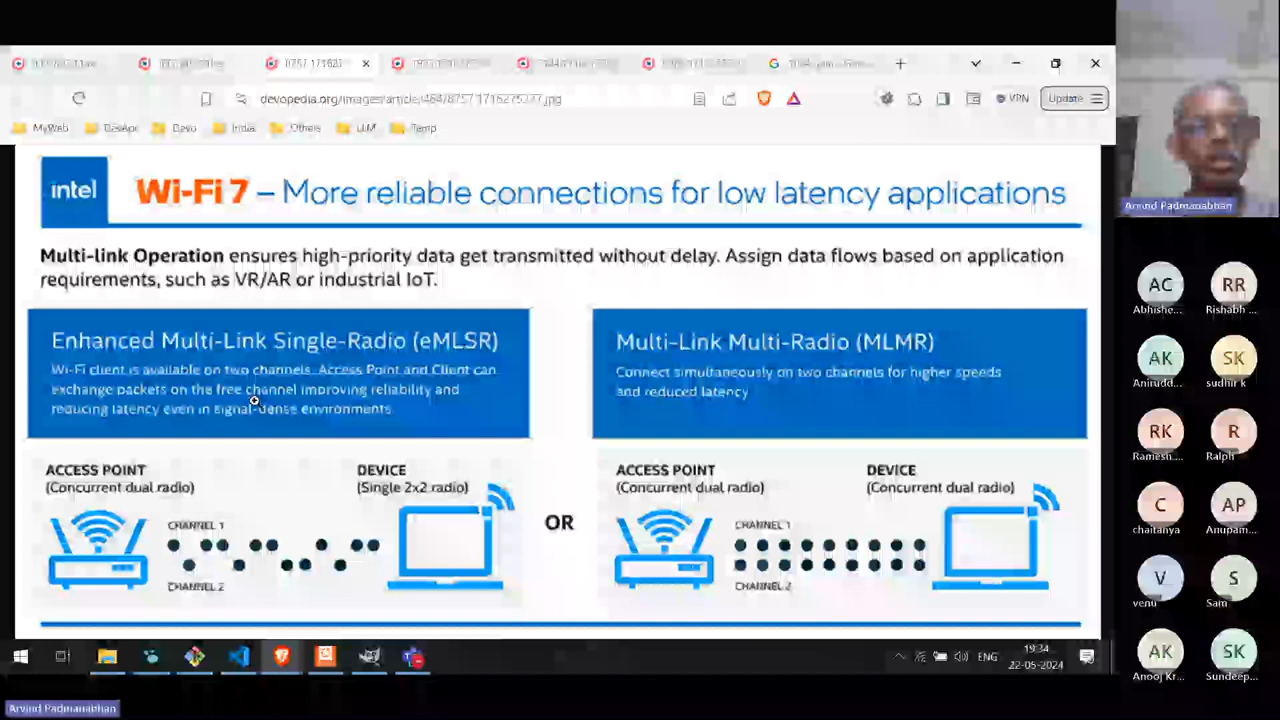 devopedia.org/images/article/464/8757.1716275277.jpg
VPN
Update
MyWeb
Devo
India
Others
Temp
intel
Wi-Fi 7 – More reliable connections for low latency applications
Multi-link Operation ensures high-priority data get transmitted without delay. Assign data flows based on application
requirements, such as VR/AR or industrial IoT.
Enhanced Multi-Link Single-Radio (eMLSR)
Wi-Fi client is available on two channels. Access Point and Client can
exchange packets on the free channel improving reliability and
reducing latency even in signal-dense environments
Multi-Link Multi-Radio (MLMR)
Connect simultaneously on two channels for higher speeds
and reduced latency
ACCESS POINT
(Concurrent dual radio)
DEVICE
(Single 2x2 radio)
CHANNEL 1
CHANNEL 2
OR
ACCESS POINT
(Concurrent dual radio)
DEVICE
(Concurrent dual radio)
CHANNEL 1
CHANNEL 2
ENG
19:34
22-05-2024
Arvind Padmanabhan
AC
Abhishe...
RR
Rishabh ...
AK
Anirudd...
SK
sudhir k
RK
Ramesh....
R
Ralph
C
chaitanya
AP
Anupam...
V
venu
S
Sam
AK
Anooj Kr...
SK
Sundeep...
Arvind Padmanabhan